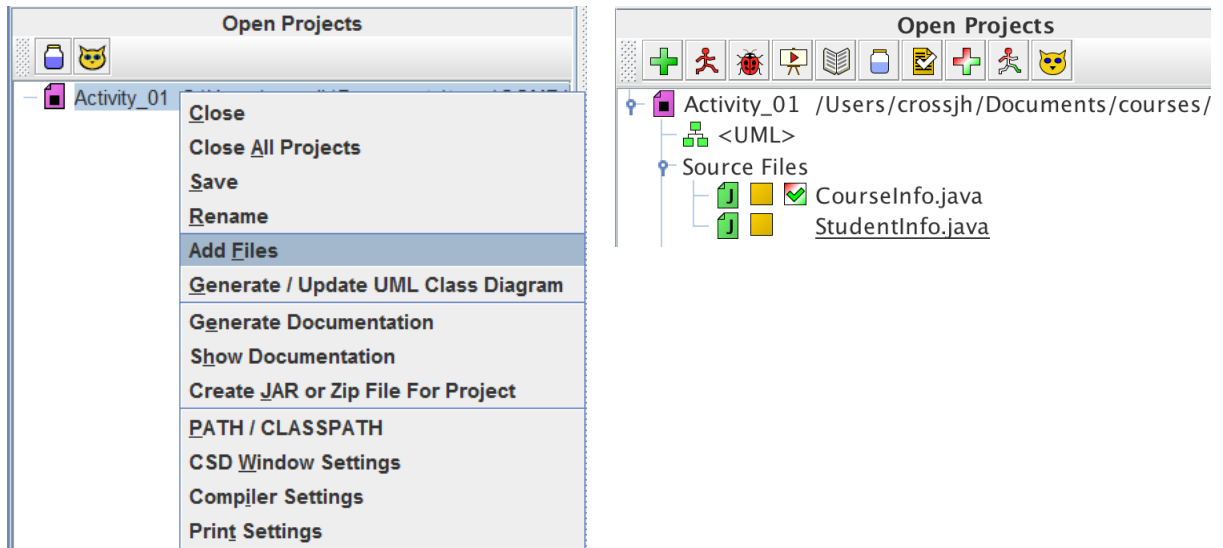 Open Projects
Activity_01
Close
Close All Projects
Save
Rename
Add Files
Generate / Update UML Class Diagram
Generate Documentation
Show Documentation
Create JAR or Zip File For Project
PATH / CLASSPATH
CSD Window Settings
Compiler Settings
Print Settings
Open Projects
Activity_01 /Users/crossjh/Documents/courses/
<UML>
Source Files
J CourseInfo.java
J StudentInfo.java